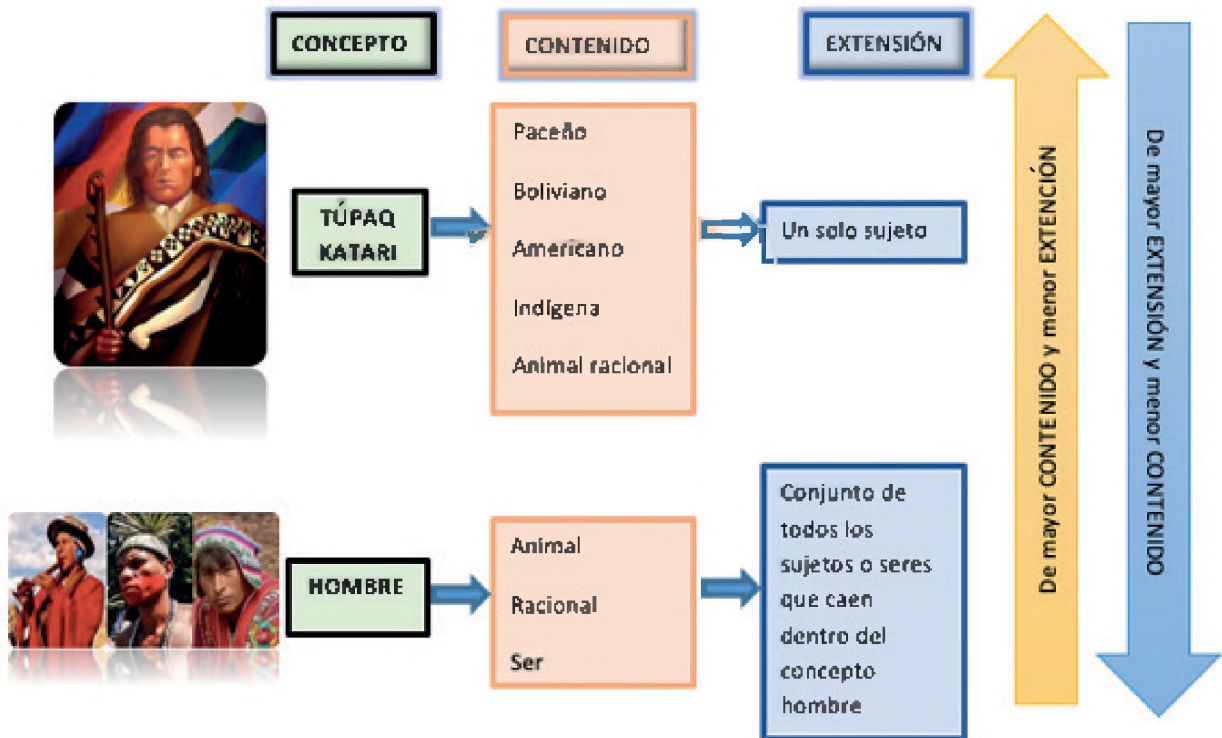 CONCEPTO
CONTENIDO
EXTENSIÓN
TÚPAQ
KATARI
Paceño
Boliviano
Americano
Indígena
Animal racional
Un solo sujeto
HOMBRE
Animal
Racional
Ser
Conjunto de
todos los
sujetos o seres
que caen
dentro del
concepto
hombre
De mayor CONTENIDO y menor EXTENCIÓN
De mayor EXTENSIÓN y menor CONTENIDO